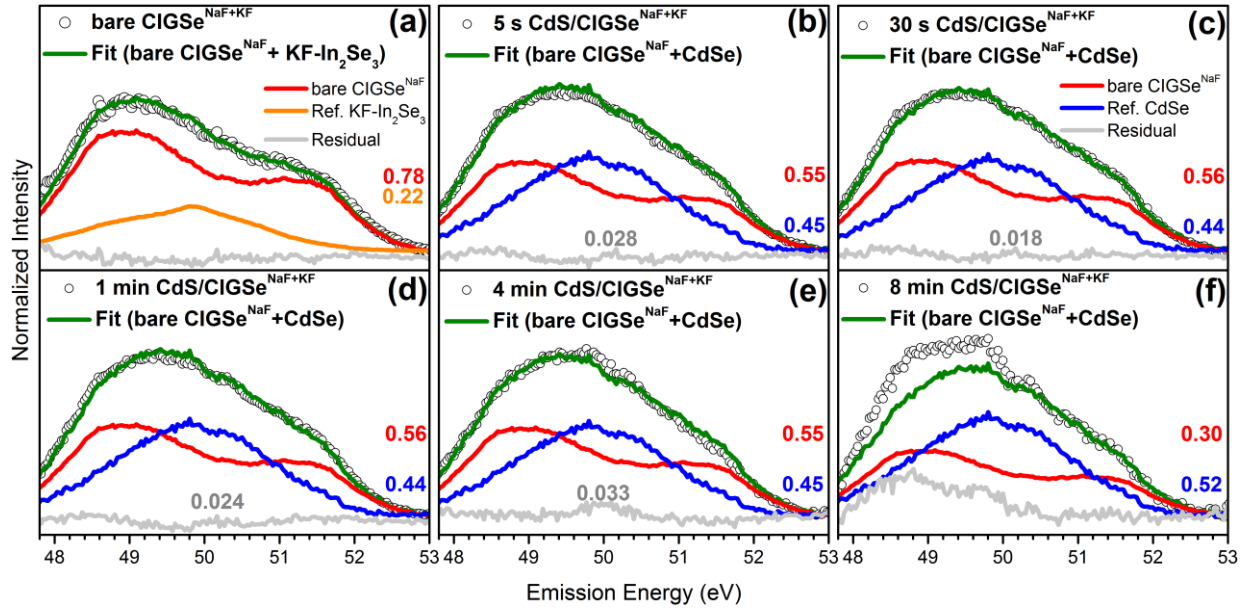 Normalized Intensity
bare CIGSe^NaF+KF (a)
Fit (bare CIGSe^NaF + KF-In₂Se₃)
bare CIGSe^NaF
Ref. KF-In₂Se₃
Residual
0.78
0.22
5 s CdS/CIGSe^NaF+KF (b)
Fit (bare CIGSe^NaF+CdSe)
0.55
0.45
0.028
30 s CdS/CIGSe^NaF+KF (c)
Fit (bare CIGSe^NaF+CdSe)
bare CIGSe^NaF
Ref. CdSe
Residual
0.56
0.44
0.018
1 min CdS/CIGSe^NaF+KF
(d)
Fit (bare CIGSe^NaF+CdSe)
0.56
0.44
0.024
4 min CdS/CIGSe^NaF+KF
(e)
Fit (bare CIGSe^NaF+CdSe)
0.55
0.45
0.033
8 min CdS/CIGSe^NaF+KF
(f)
Fit (bare CIGSe^NaF+CdSe)
0.30
0.52
48 49 50 51 52 53 48 49 50 51 52 53 48 49 50 51 52 53
Emission Energy (eV)